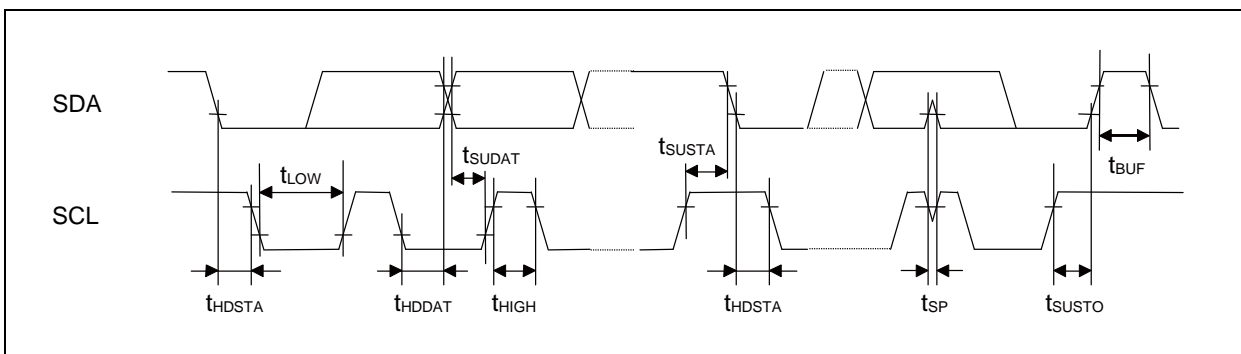 SDA
tSUSTA
tBUF
tSUDAT
tLOW
SCL
tHDSTA
tHDDAT
tHIGH
tHDSTA
tSP
tSUSTO